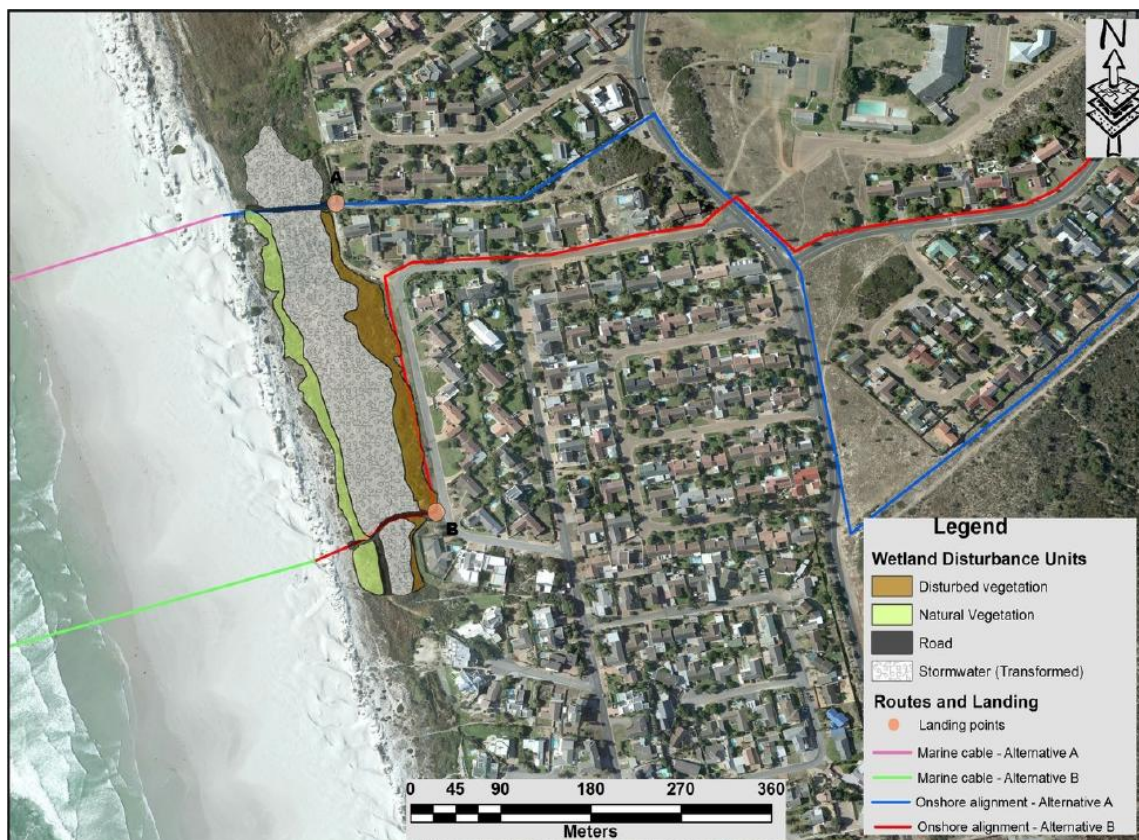 N
A
B
Legend
Wetland Disturbance Units
Disturbed vegetation
Natural Vegetation
Road
Stormwater (Transformed)
Routes and Landing
Landing points
Marine cable - Alternative A
Marine cable - Alternative B
Onshore alignment - Alternative A
Onshore alignment - Alternative B
0 45 90 180 270 360
Meters